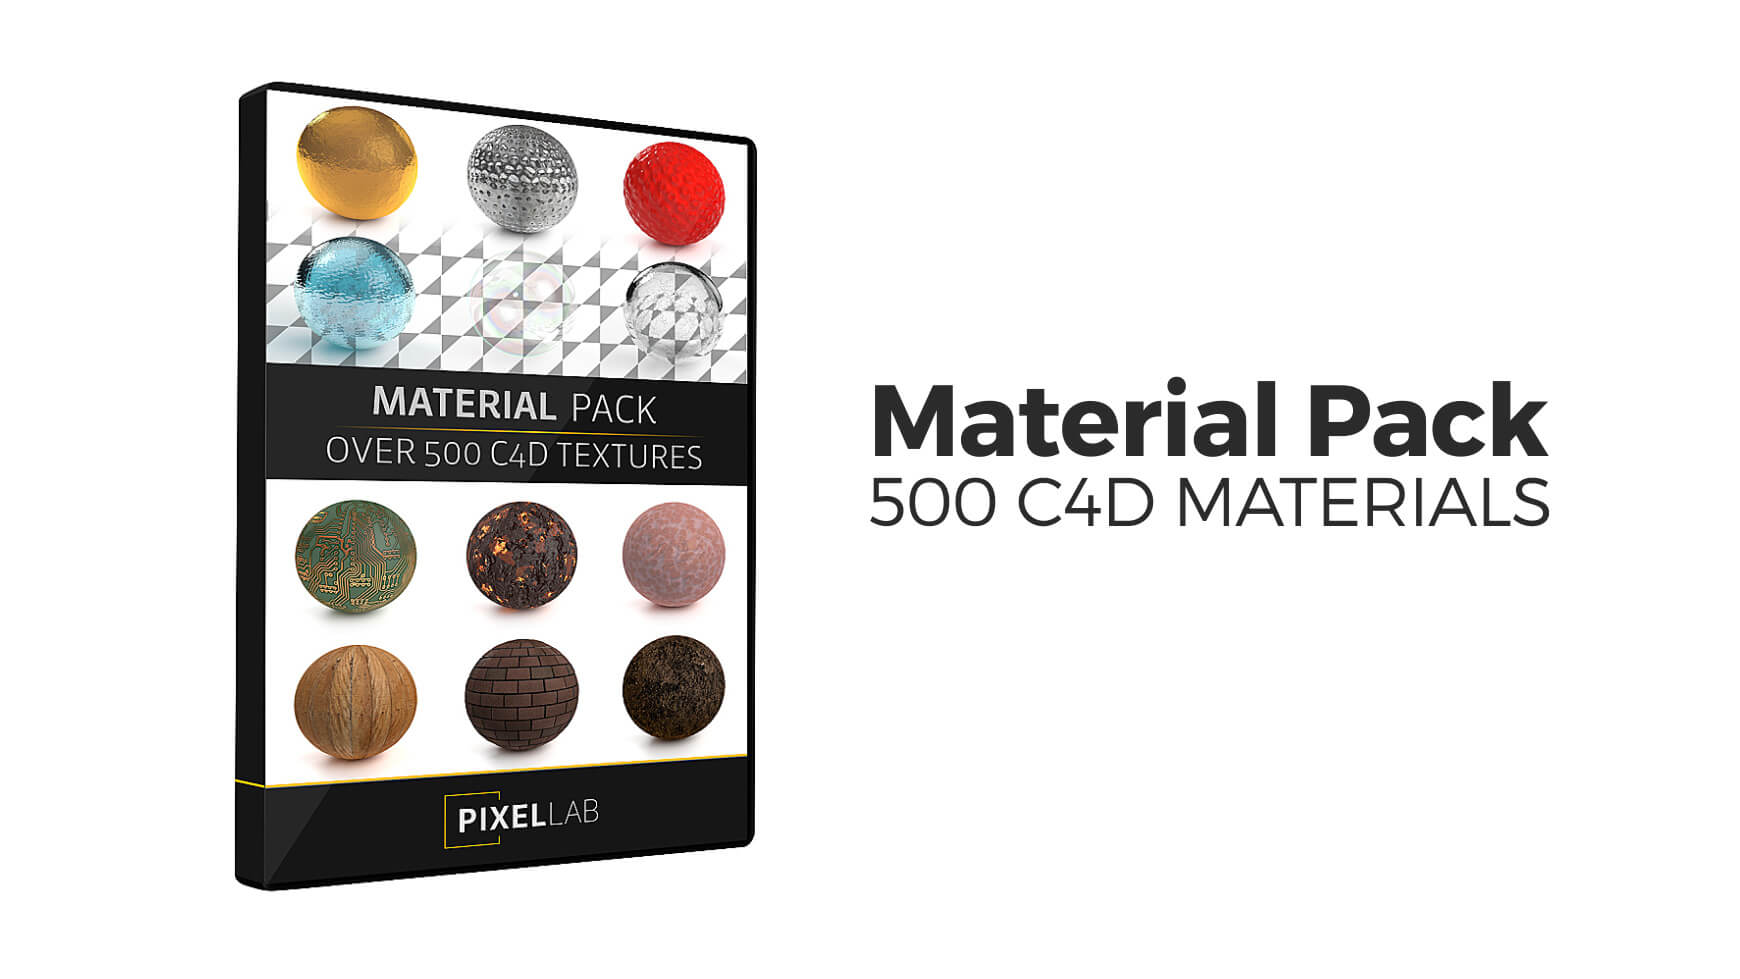 MATERIAL PACK
OVER 500 C4D TEXTURES
PIXELLAB
Material Pack
500 C4D MATERIALS